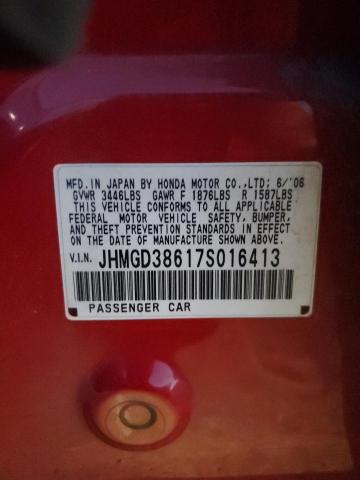 MFD.IN JAPAN BY HONDA MOTOR CO.,LTD; 6/'06
GVWR 3446LBS GAWR F 1876LBS R 1587LBS
THIS VEHICLE CONFORMS TO ALL APPLICABLE
FEDERAL MOTOR VEHICLE SAFETY, BUMPER,
AND THEFT PREVENTION STANDARDS IN EFFECT
ON THE DATE OF MANUFACTURE SHOWN ABOVE.
V.I.N. JHMGD38617S016413
PASSENGER CAR